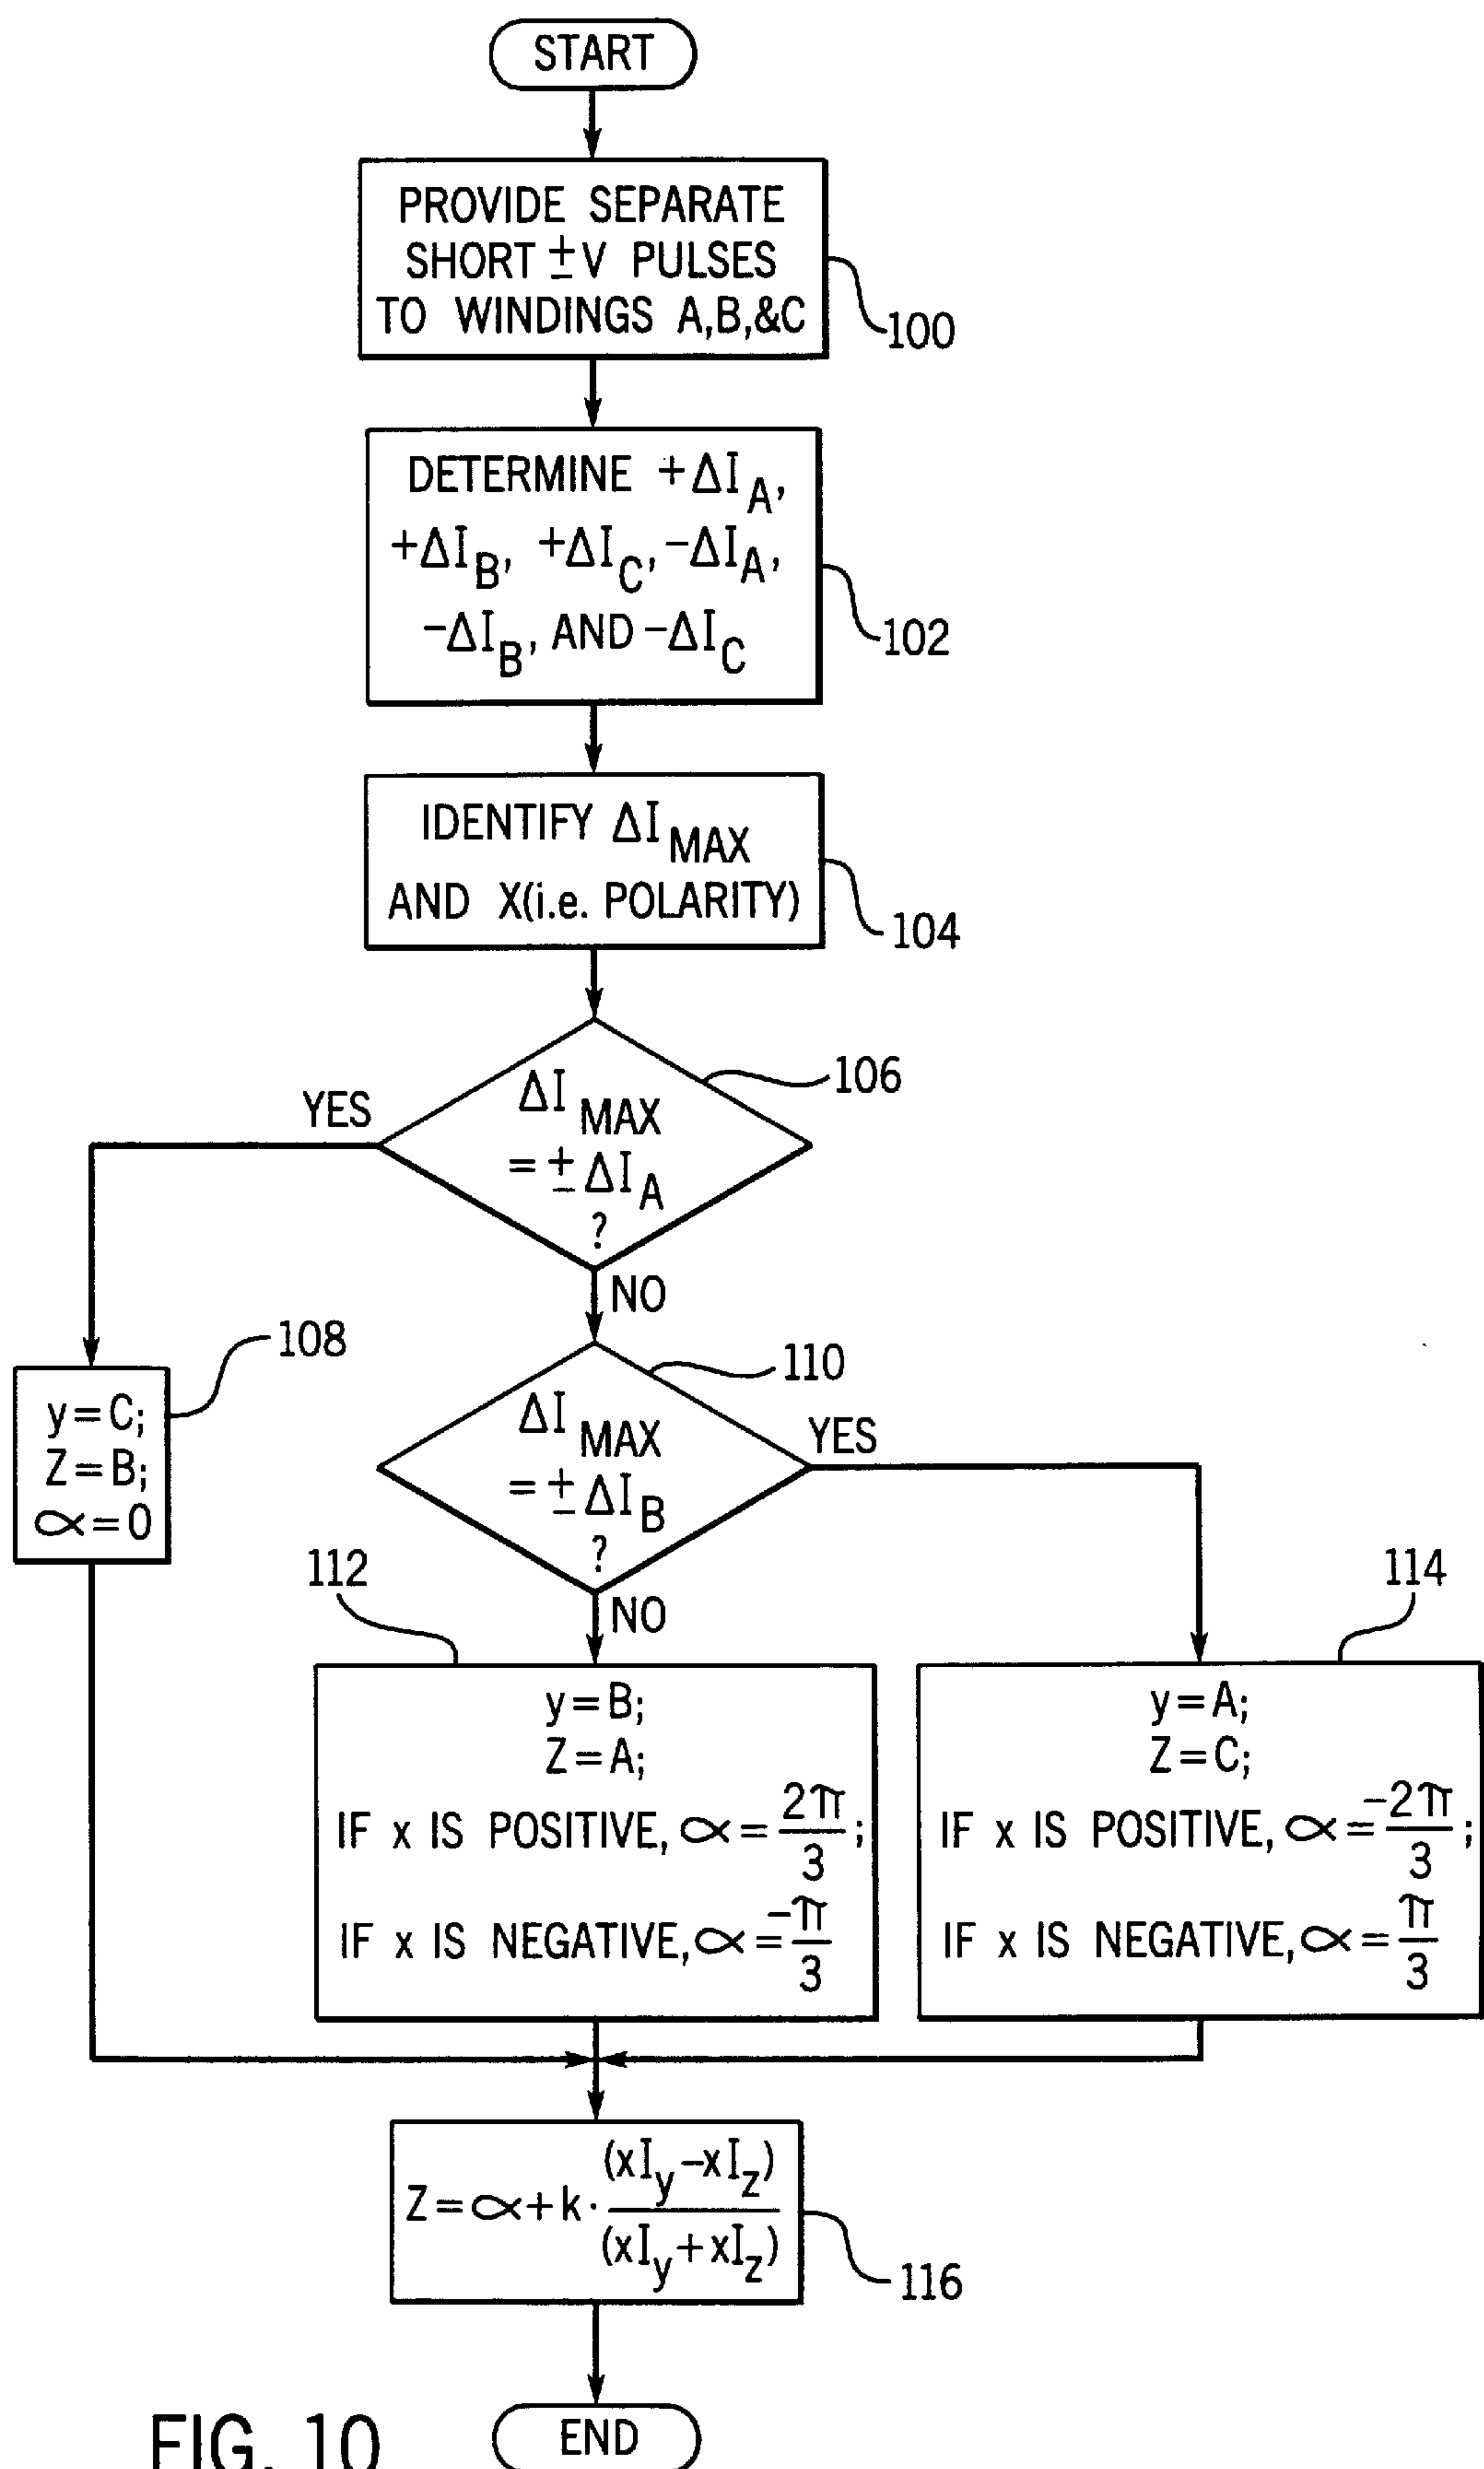 START
PROVIDE SEPARATE
SHORT ±V PULSES
TO WINDINGS A,B,&C
100
DETERMINE +ΔI_A,
+ΔI_B, +ΔI_C, -ΔI_A,
-ΔI_B, AND -ΔI_C
102
IDENTIFY ΔI_MAX
AND X(i.e. POLARITY)
104
ΔI_MAX
= ±ΔI_A
?
106
YES
NO
108
y=C;
Z=B;
∝=0
110
ΔI_MAX
= ±ΔI_B
?
YES
NO
112
y=B;
Z=A;
IF x IS POSITIVE, ∝=2π/3;
IF x IS NEGATIVE, ∝=-π/3
114
y=A;
Z=C;
IF x IS POSITIVE, ∝=-2π/3;
IF x IS NEGATIVE, ∝=π/3
Z=∝+k·(xI_y-xI_z)/(xI_y+xI_z)
116
END
FIG. 10